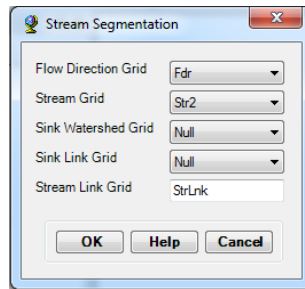 Stream Segmentation
Flow Direction Grid Fdr
Stream Grid Str2
Sink Watershed Grid Null
Sink Link Grid Null
Stream Link Grid StrLnk
OK Help Cancel